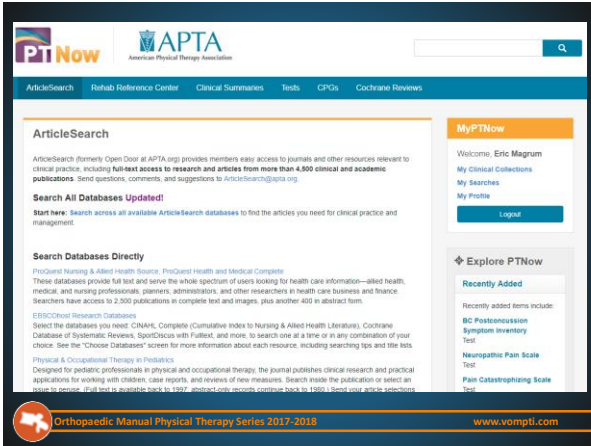 PTNow
APTA
American Physical Therapy Association
ArticleSearch Rehab Reference Center Clinical Summaries Tests CPGs Cochrane Reviews
ArticleSearch
ArticleSearch (formerly Open Door at APTA.org) provides members easy access to journals and other resources relevant to
clinical practice, including full-text access to research and articles from more than 4,500 clinical and academic
publications. Send questions, comments, and suggestions to ArticleSearch@apta.org.
Search All Databases Updated!
Start here: Search across all available ArticleSearch databases to find the articles you need for clinical practice and
management.
Search Databases Directly
ProQuest Nursing & Allied Health Source, ProQuest Health and Medical Complete
These databases provide full text and serve the whole spectrum of users looking for health care information—allied health,
medical, and nursing professionals, planners, administrators, and other researchers in health care business and finance.
Searchers have access to 2,500 publications in complete text and images, plus another 400 in abstract form.
EBSCOhost Research Databases
Select the databases you need: CINAHL Complete (Cumulative Index to Nursing & Allied Health Literature), Cochrane
Database of Systematic Reviews, SportDiscus with Fulltext, and more, to search one at a time or in any combination of your
choice. See the "Choose Databases" screen for more information about each resource, including searching tips and title lists.
Physical & Occupational Therapy in Pediatrics
Designed for pediatric professionals in physical and occupational therapy, the journal publishes clinical research and practical
applications for working with children, case reports, and reviews of new measures. Search inside the publication or select an
issue to peruse. (Full text is available back to 1997, abstract-only records continue back to 1980.) Send your article selections
MyPTNow
Welcome, Eric Magrum
My Clinical Collections
My Searches
My Profile
Logout
Explore PTNow
Recently Added
Recently added items include:
BC Postconcussion
Symptom Inventory
Test
Neuropathic Pain Scale
Test
Pain Catastrophizing Scale
Test
Orthopaedic Manual Physical Therapy Series 2017-2018 www.vompti.com